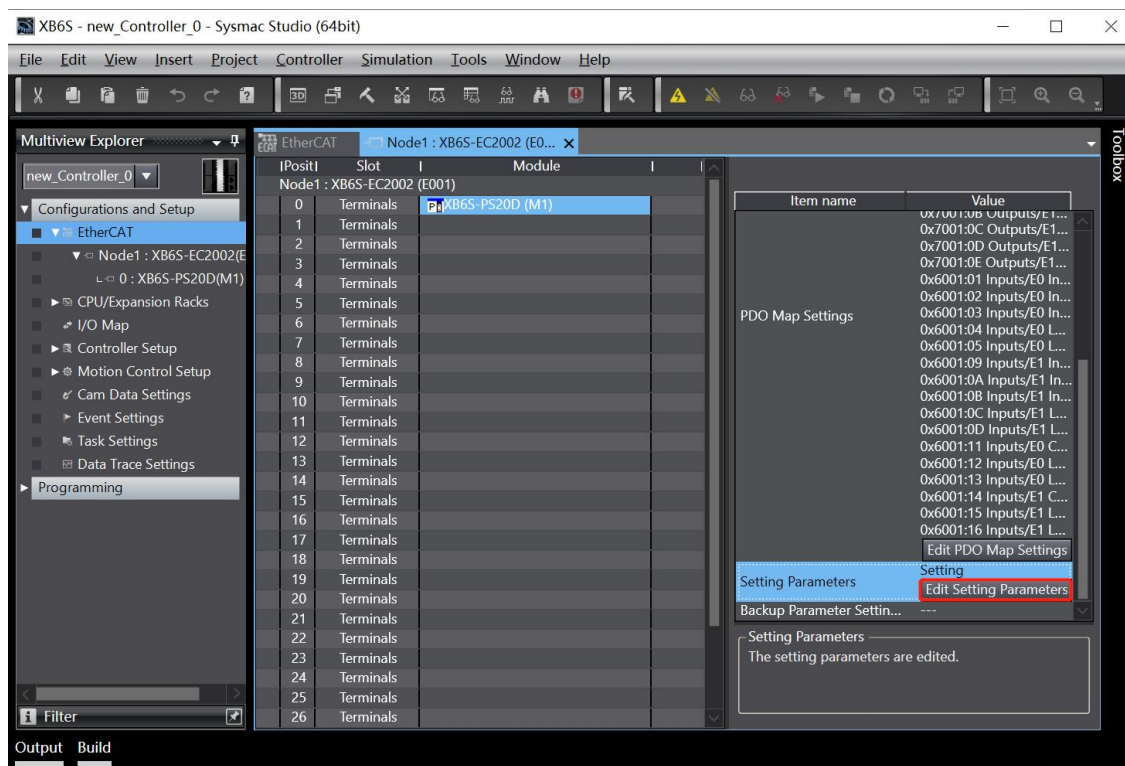 XB6S - new_Controller_0 - Sysmac Studio (64bit)
File Edit View Insert Project Controller Simulation Tools Window Help
Multiview Explorer
new_Controller_0
Configurations and Setup
EtherCAT
Node1 : XB6S-EC2002(E
0 : XB6S-PS20D(M1)
CPU/Expansion Racks
I/O Map
Controller Setup
Motion Control Setup
Cam Data Settings
Event Settings
Task Settings
Data Trace Settings
Programming
Filter
EtherCAT
Node1 : XB6S-EC2002 (E0...
|Posit| Slot | Module | |
Node1 : XB6S-EC2002 (E001)
0 Terminals XB6S-PS20D (M1)
1 Terminals
2 Terminals
3 Terminals
4 Terminals
5 Terminals
6 Terminals
7 Terminals
8 Terminals
9 Terminals
10 Terminals
11 Terminals
12 Terminals
13 Terminals
14 Terminals
15 Terminals
16 Terminals
17 Terminals
18 Terminals
19 Terminals
20 Terminals
21 Terminals
22 Terminals
23 Terminals
24 Terminals
25 Terminals
26 Terminals
Item name Value
0x7001:0B Outputs/E1...
0x7001:0C Outputs/E1...
0x7001:0D Outputs/E1...
0x7001:0E Outputs/E1...
0x6001:01 Inputs/E0 In...
0x6001:02 Inputs/E0 In...
PDO Map Settings 0x6001:03 Inputs/E0 In...
0x6001:04 Inputs/E0 L...
0x6001:05 Inputs/E0 L...
0x6001:09 Inputs/E1 In...
0x6001:0A Inputs/E1 In...
0x6001:0B Inputs/E1 In...
0x6001:0C Inputs/E1 L...
0x6001:0D Inputs/E1 L...
0x6001:11 Inputs/E0 C...
0x6001:12 Inputs/E0 L...
0x6001:13 Inputs/E0 L...
0x6001:14 Inputs/E1 C...
0x6001:15 Inputs/E1 L...
0x6001:16 Inputs/E1 L...
Edit PDO Map Settings
Setting
Setting Parameters
Edit Setting Parameters
Backup Parameter Settin... ---
Setting Parameters
The setting parameters are edited.
Toolbox
Output Build